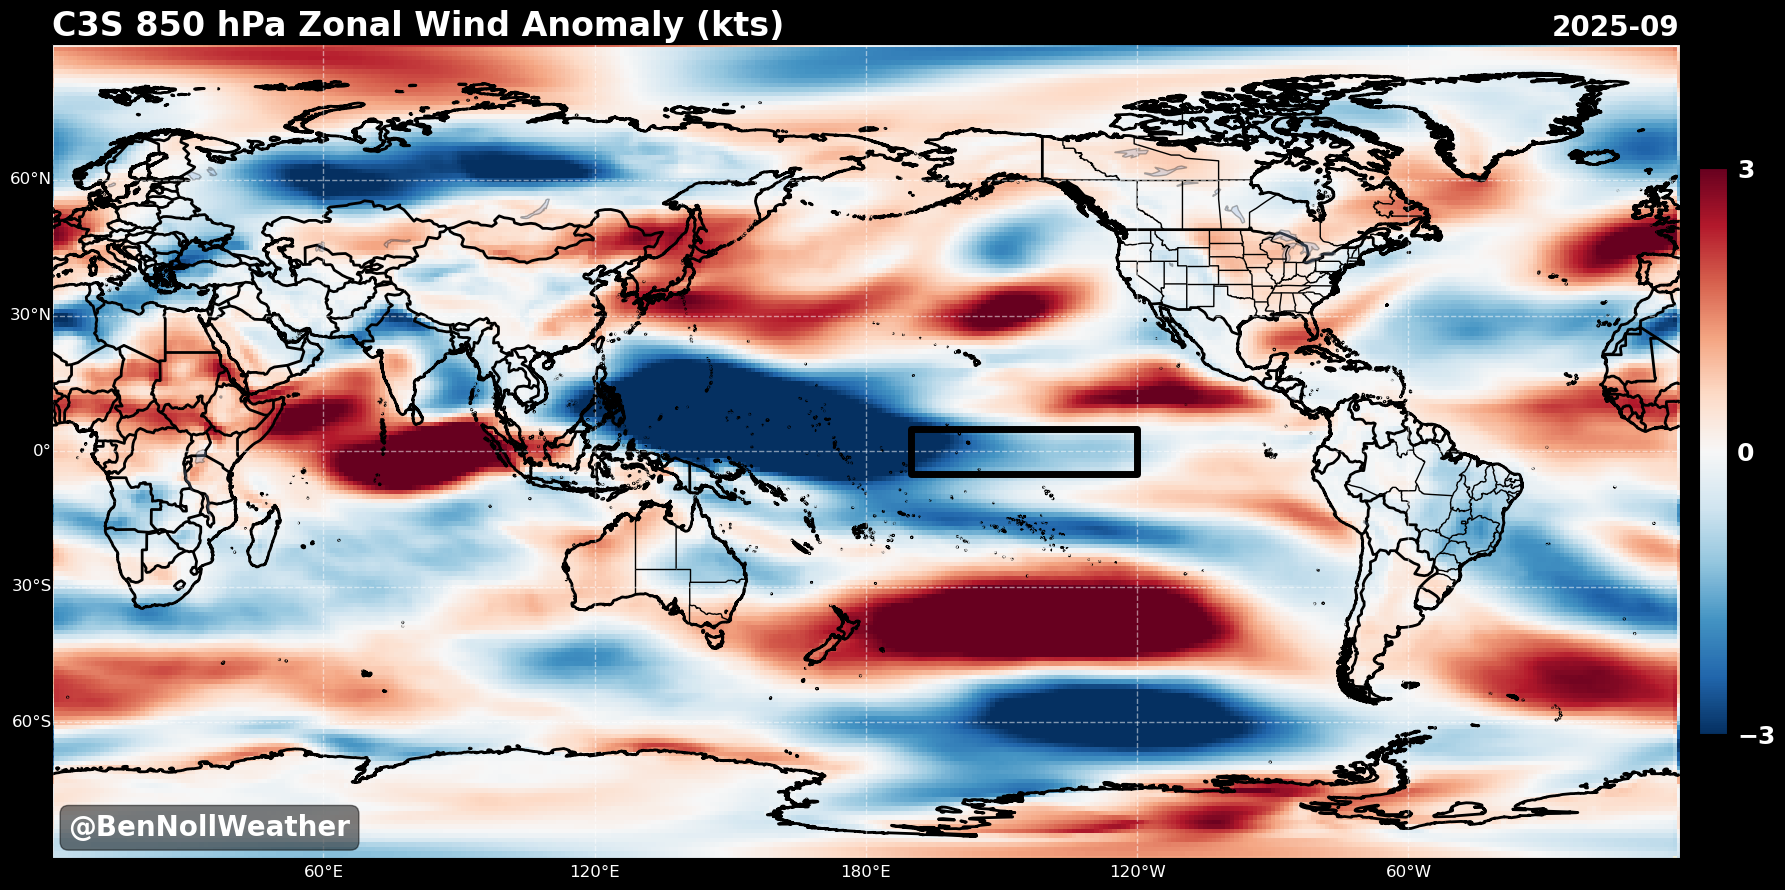 C3S 850 hPa Zonal Wind Anomaly (kts)
2025-09
60°N
30°N
0°
30°S
60°S
60°E
120°E
180°E
120°W
60°W
3
0
−3
@BenNollWeather